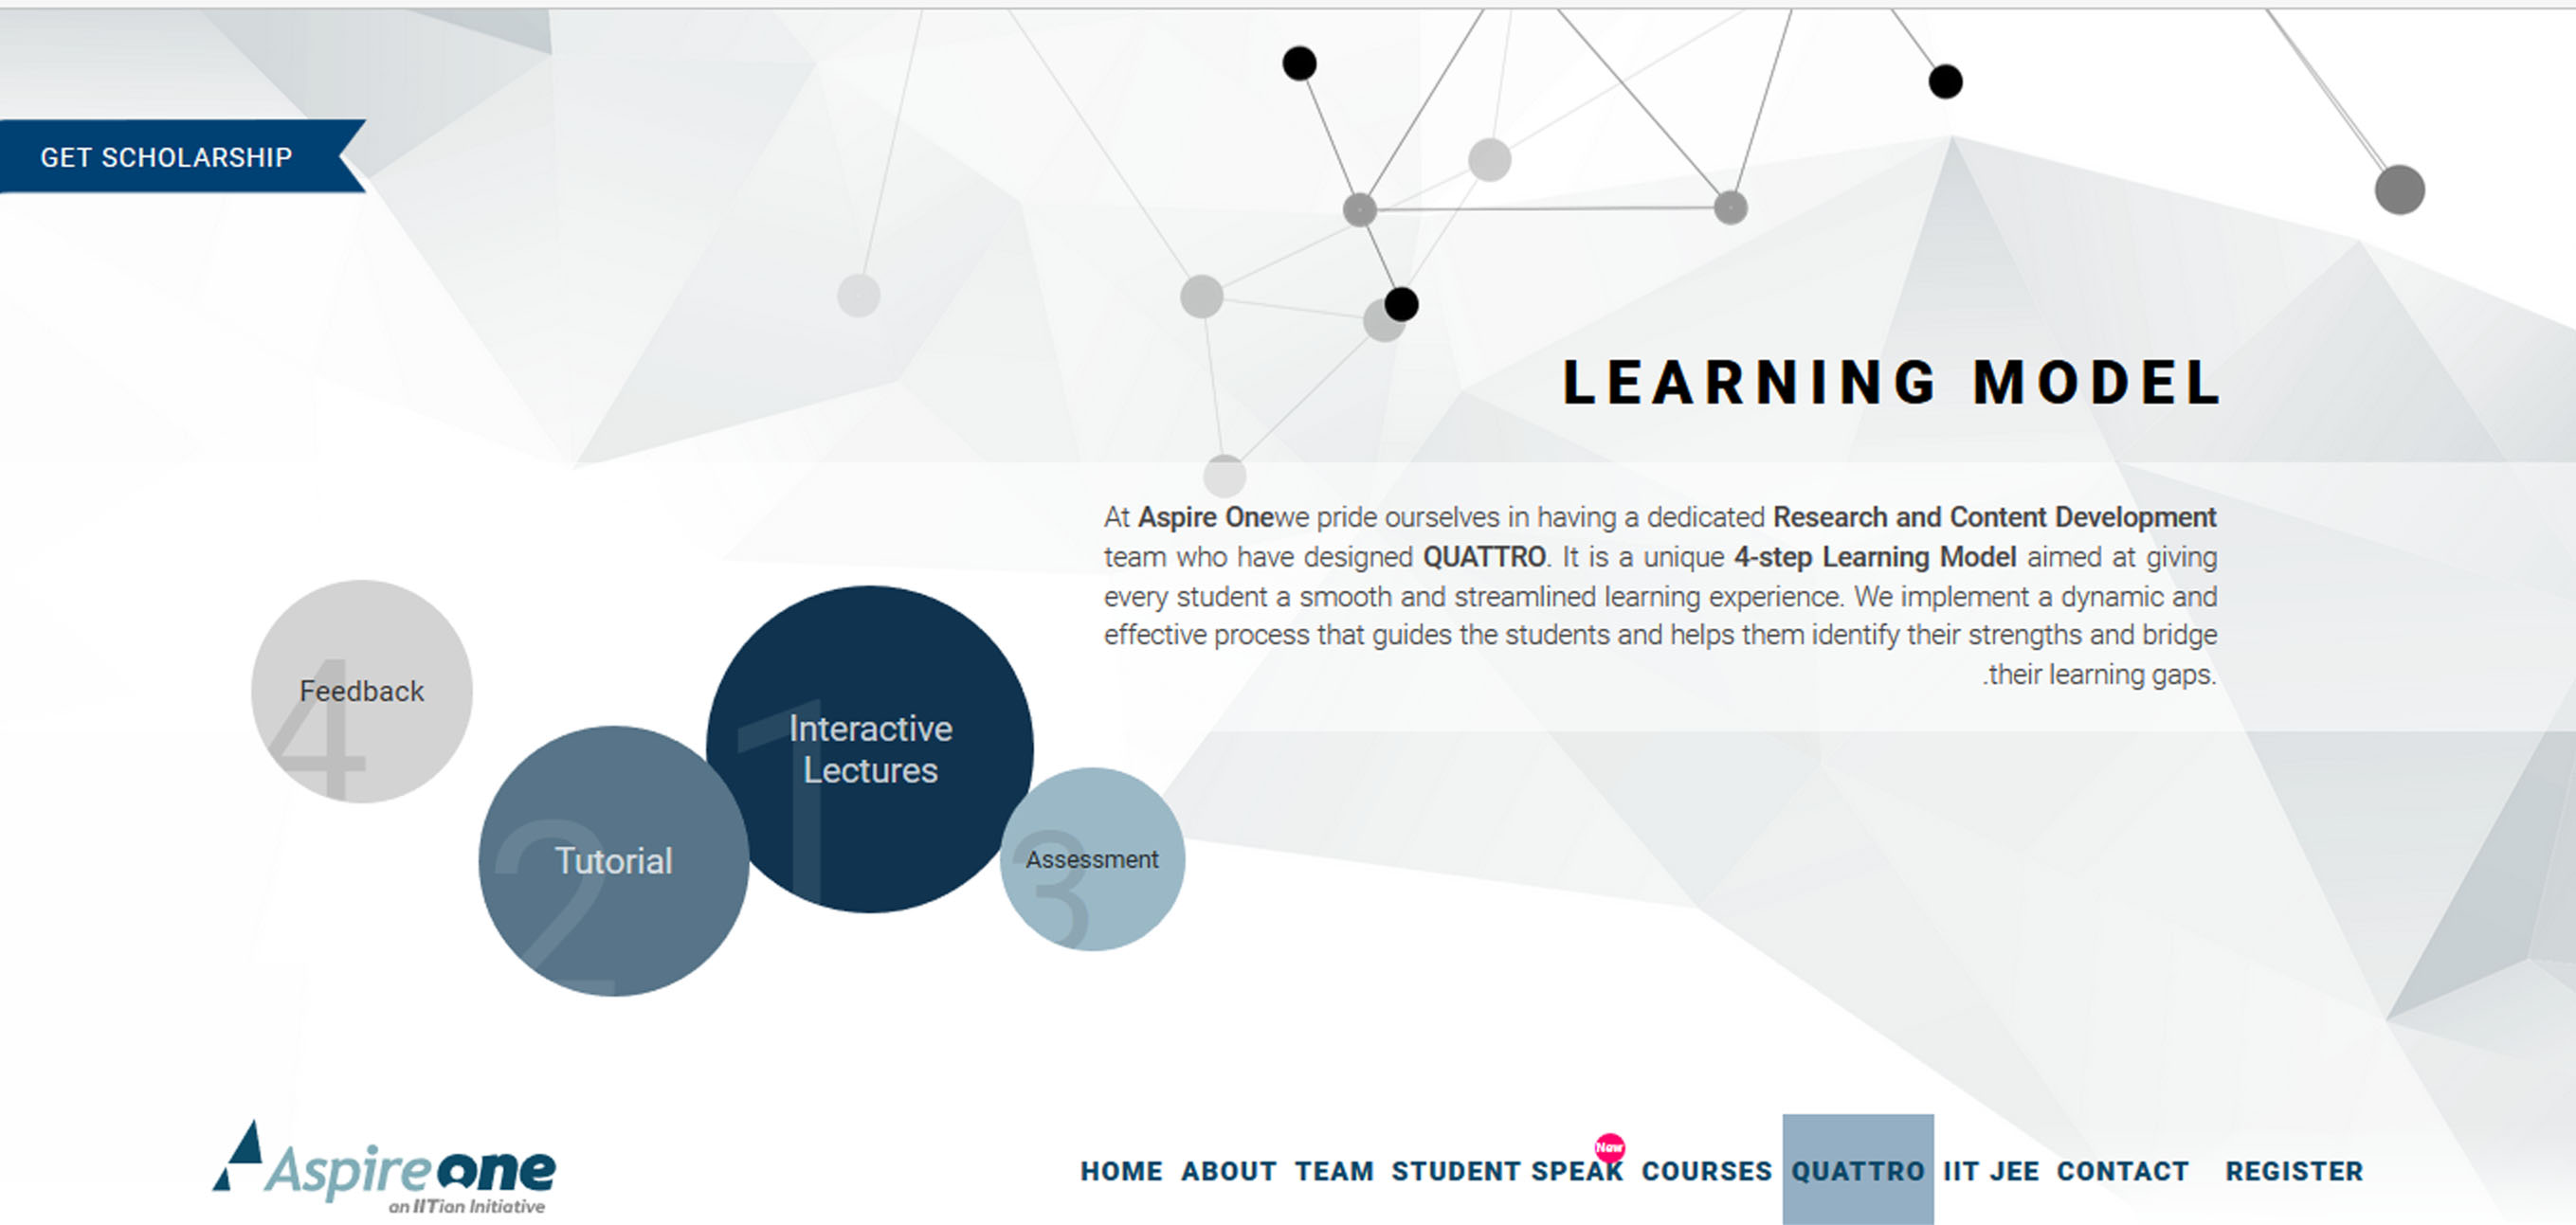 GET SCHOLARSHIP
LEARNING MODEL
At Aspire Onewe pride ourselves in having a dedicated Research and Content Development
team who have designed QUATTRO. It is a unique 4-step Learning Model aimed at giving
every student a smooth and streamlined learning experience. We implement a dynamic and
effective process that guides the students and helps them identify their strengths and bridge
.their learning gaps.
4
Feedback
1
Interactive
Lectures
2
Tutorial
3
Assessment
Aspire one
an IITian Initiative
New
HOME ABOUT TEAM STUDENT SPEAK COURSES QUATTRO IIT JEE CONTACT REGISTER